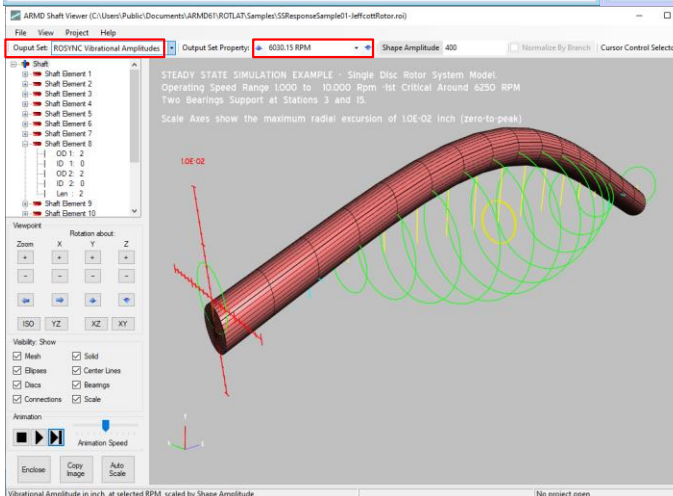 ARMD Shaft Viewer (C:\Users\Public\Documents\ARMD61\ROTLAT\Samples\SSResponseSample01-JeffcottRotor.roi)
File View Project Help
Ouput Set: ROSYNC Vibrational Amplitudes Output Set Property: 6030.15 RPM Shape Amplitude 400 Normalize By Branch Cursor Control Selecto
Shaft
Shaft Element 1
Shaft Element 2
Shaft Element 3
Shaft Element 4
Shaft Element 5
Shaft Element 6
Shaft Element 7
Shaft Element 8
OD 1: 2
ID 1: 0
OD 2: 2
ID 2: 0
Len : 2
Shaft Element 9
Shaft Element 10
STEADY STATE SIMULATION EXAMPLE - Single Disc Rotor System Model.
Operating Speed Range 1,000 to 10,000 Rpm -1st Critical Around 6250 RPM
Two Bearings Support at Stations 3 and 15.
Scale Axes show the maximum radial excursion of 1.0E-02 inch (zero-to-peak)
1.0E-02
Viewpoint
Rotation about:
Zoom X Y Z
+ + + +
- - - -
ISO YZ XZ XY
Visibility: Show
Mesh Solid
Ellipses Center Lines
Discs Bearings
Connections Scale
Animation
Animation Speed
Enclose Copy Image Auto Scale
Vibrational Amplitude in inch, at selected RPM, scaled by Shape Amplitude No project open